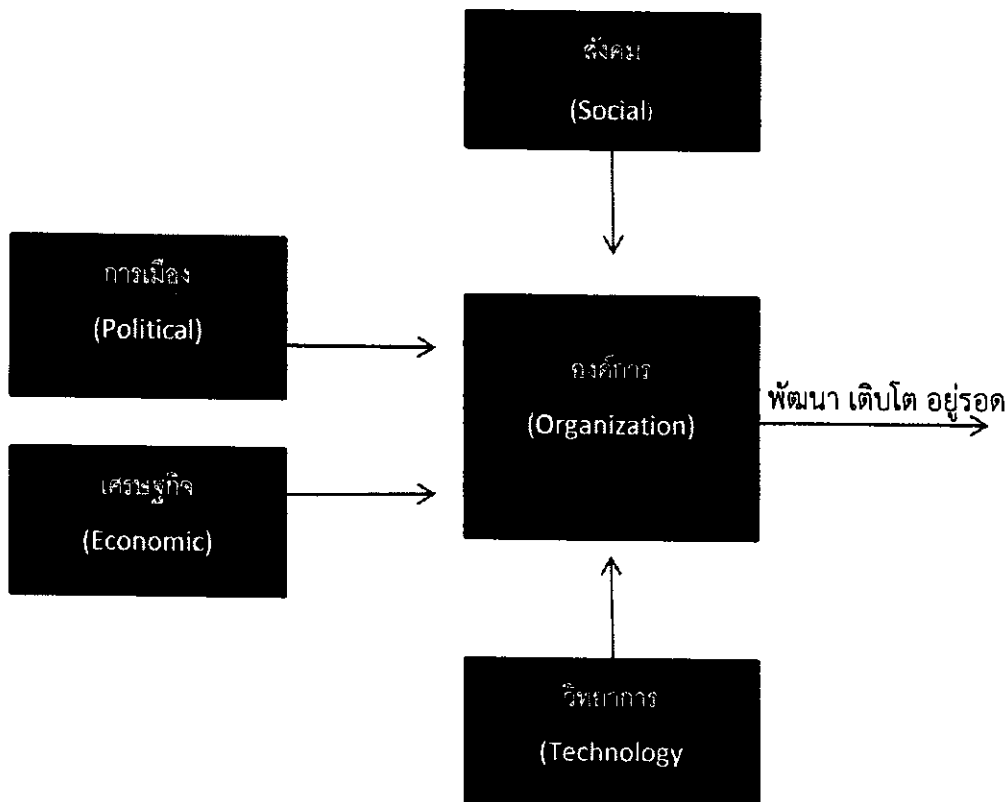 สังคม
(Social)
การเมือง
(Political)
องค์การ
(Organization)
พัฒนา เติบโต อยู่รอด
เศรษฐกิจ
(Economic)
วิทยาการ
(Technology